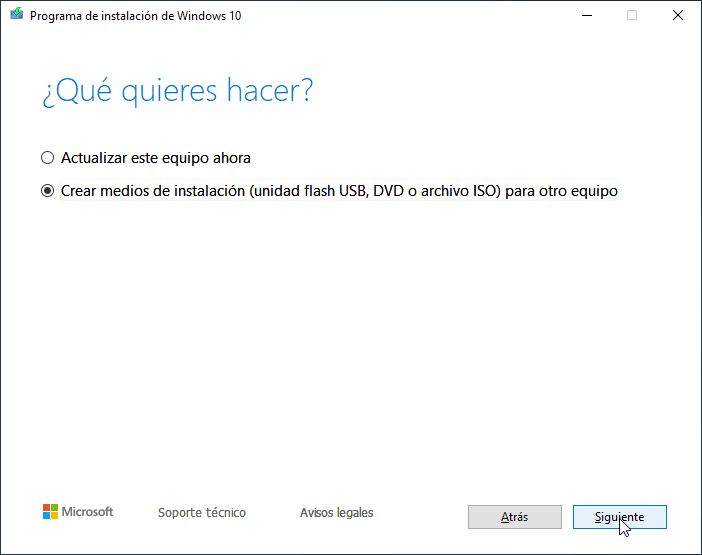 Programa de instalación de Windows 10
¿Qué quieres hacer?
Actualizar este equipo ahora
Crear medios de instalación (unidad flash USB, DVD o archivo ISO) para otro equipo
Microsoft
Soporte técnico
Avisos legales
Atrás
Siguiente